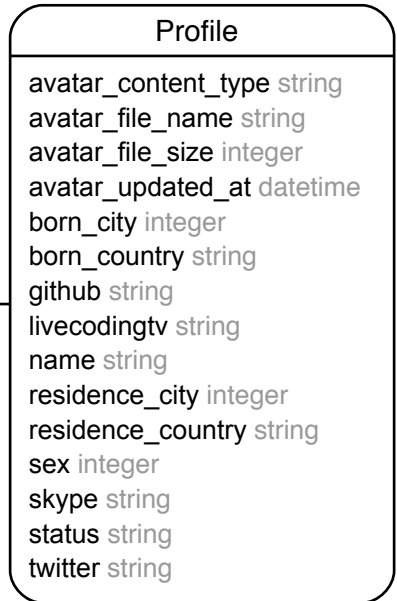 Profile
avatar_content_type string
avatar_file_name string
avatar_file_size integer
avatar_updated_at datetime
born_city integer
born_country string
github string
livecodingtv string
name string
residence_city integer
residence_country string
sex integer
skype string
status string
twitter string